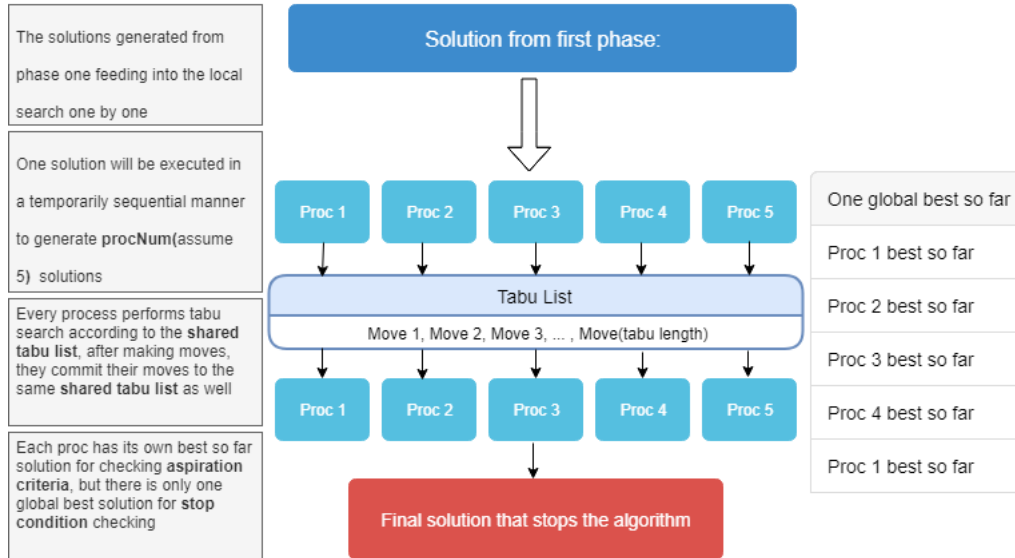 The solutions generated from
phase one feeding into the local
search one by one
One solution will be executed in
a temporarily sequential manner
to generate procNum(assume
5) solutions
Every process performs tabu
search according to the shared
tabu list, after making moves,
they commit their moves to the
same shared tabu list as well
Each proc has its own best so far
solution for checking aspiration
criteria, but there is only one
global best solution for stop
condition checking
Solution from first phase:
Proc 1
Proc 2
Proc 3
Proc 4
Proc 5
Tabu List
Move 1, Move 2, Move 3, ... , Move(tabu length)
Proc 1
Proc 2
Proc 3
Proc 4
Proc 5
Final solution that stops the algorithm
One global best so far
Proc 1 best so far
Proc 2 best so far
Proc 3 best so far
Proc 4 best so far
Proc 1 best so far